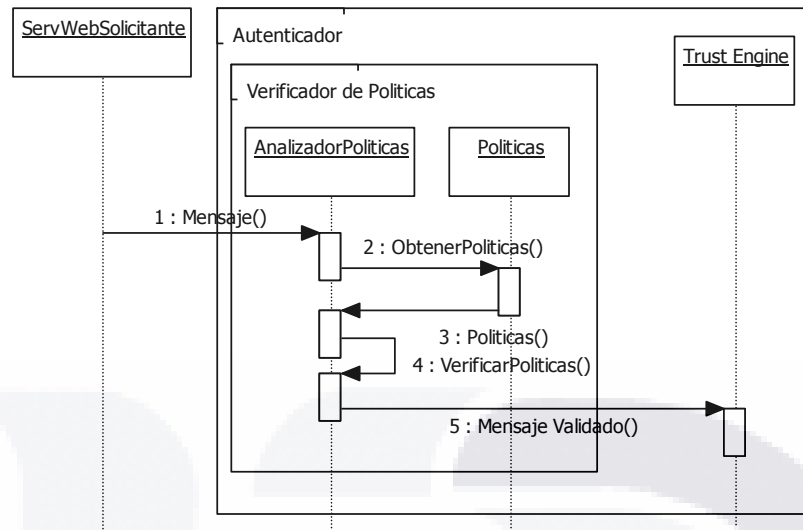 ServWebSolicitante
Autenticador
Trust Engine
Verificador de Politicas
AnalizadorPoliticas
Politicas
1 : Mensaje()
2 : ObtenerPoliticas()
3 : Politicas()
4 : VerificarPoliticas()
5 : Mensaje Validado()